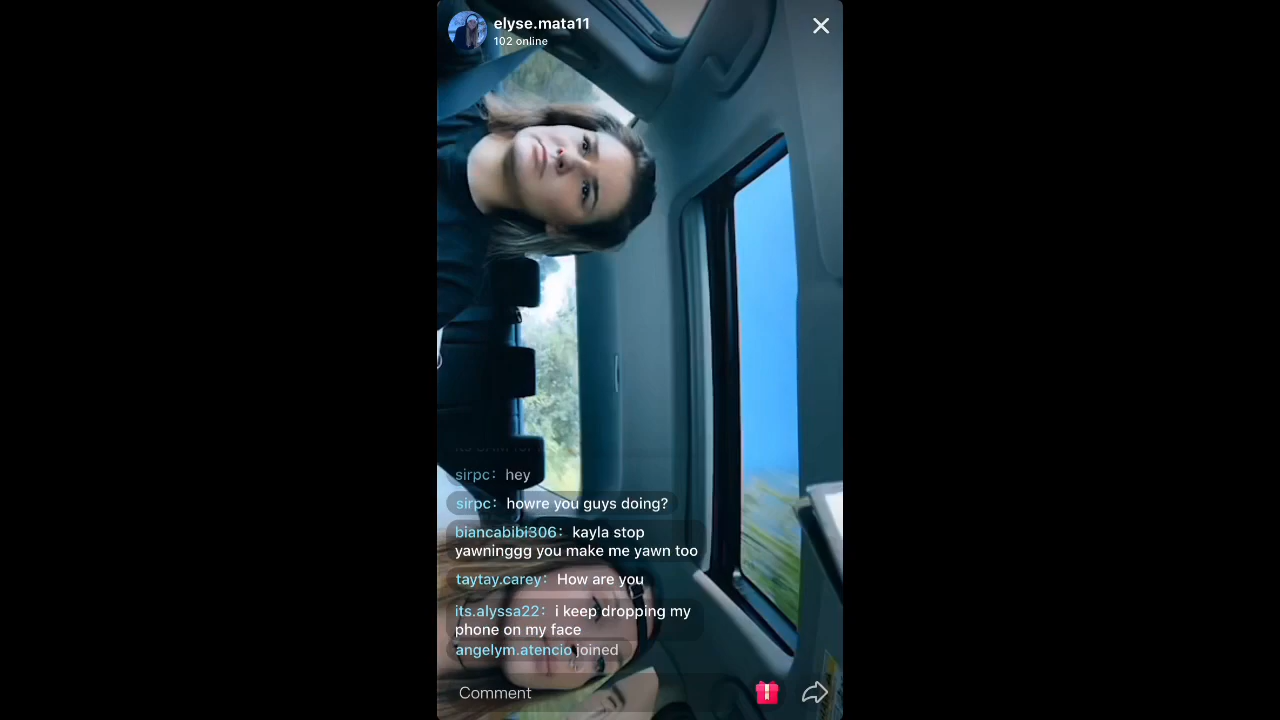 elyse.mata11
102 online
sirpc: hey
sirpc: howre you guys doing?
biancabibi306: kayla stop
yawninggg you make me yawn too
taytay.carey: How are you
its.alyssa22: i keep dropping my
phone on my face
angelym.atencio joined
Comment